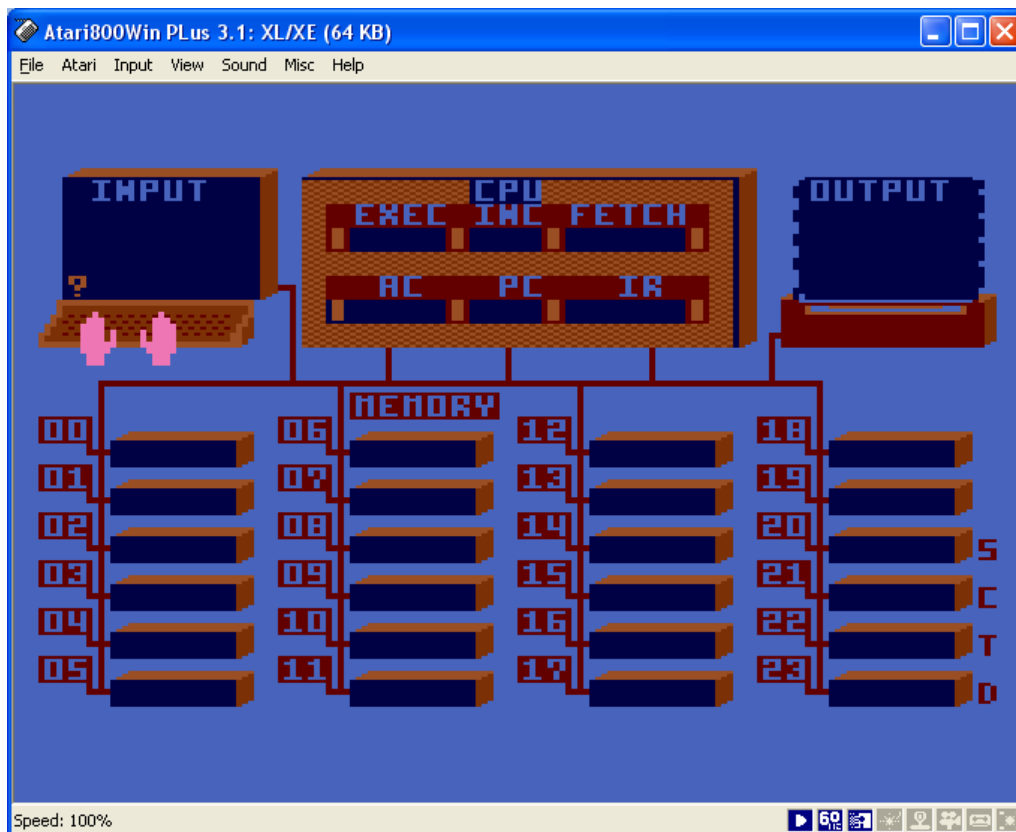 Atari800Win PLus 3.1: XL/XE (64 KB)
File Atari Input View Sound Misc Help
INPUT CPU OUTPUT
EXEC INC FETCH
?
AC PC IR
MEMORY
00 06 12 18
01 07 13 19
02 08 14 20 S
03 09 15 21 C
04 10 16 22 T
05 11 17 23 D
Speed: 100%